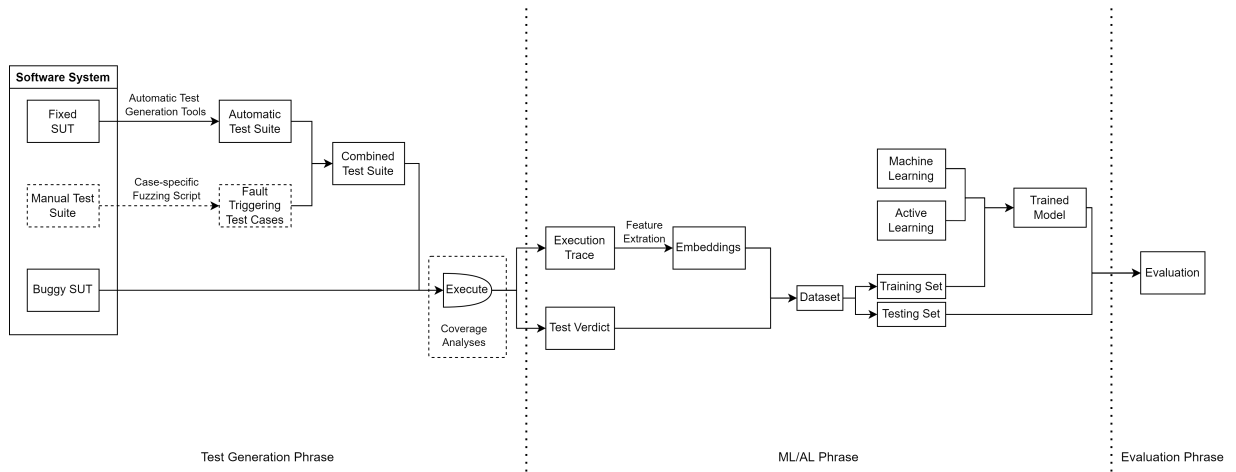 Software System
Fixed
SUT
Automatic Test
Generation Tools
Automatic
Test Suite
Combined
Test Suite
Manual Test
Suite
Case-specific
Fuzzing Script
Fault
Triggering
Test Cases
Buggy SUT
Execute
Coverage
Analyses
Execution
Trace
Feature
Extration
Embeddings
Test Verdict
Dataset
Machine
Learning
Active
Learning
Training Set
Testing Set
Trained
Model
Evaluation
Test Generation Phrase
ML/AL Phrase
Evaluation Phrase